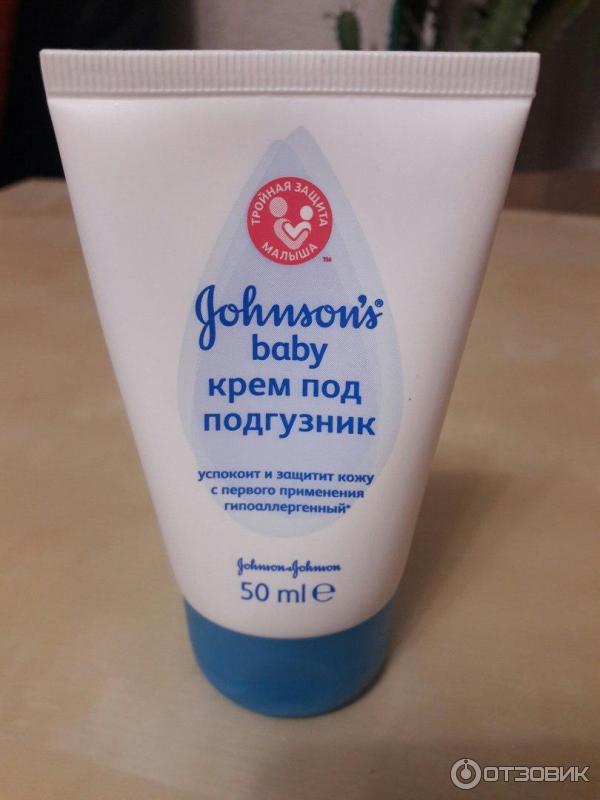 ТРОЙНАЯ ЗАЩИТА
МАЛЫША
™
Johnson's®
baby
крем под
подгузник
успокоит и защитит кожу
с первого применения
гипоаллергенный*
Johnson & Johnson
50 ml ℮
ОТЗОВИК